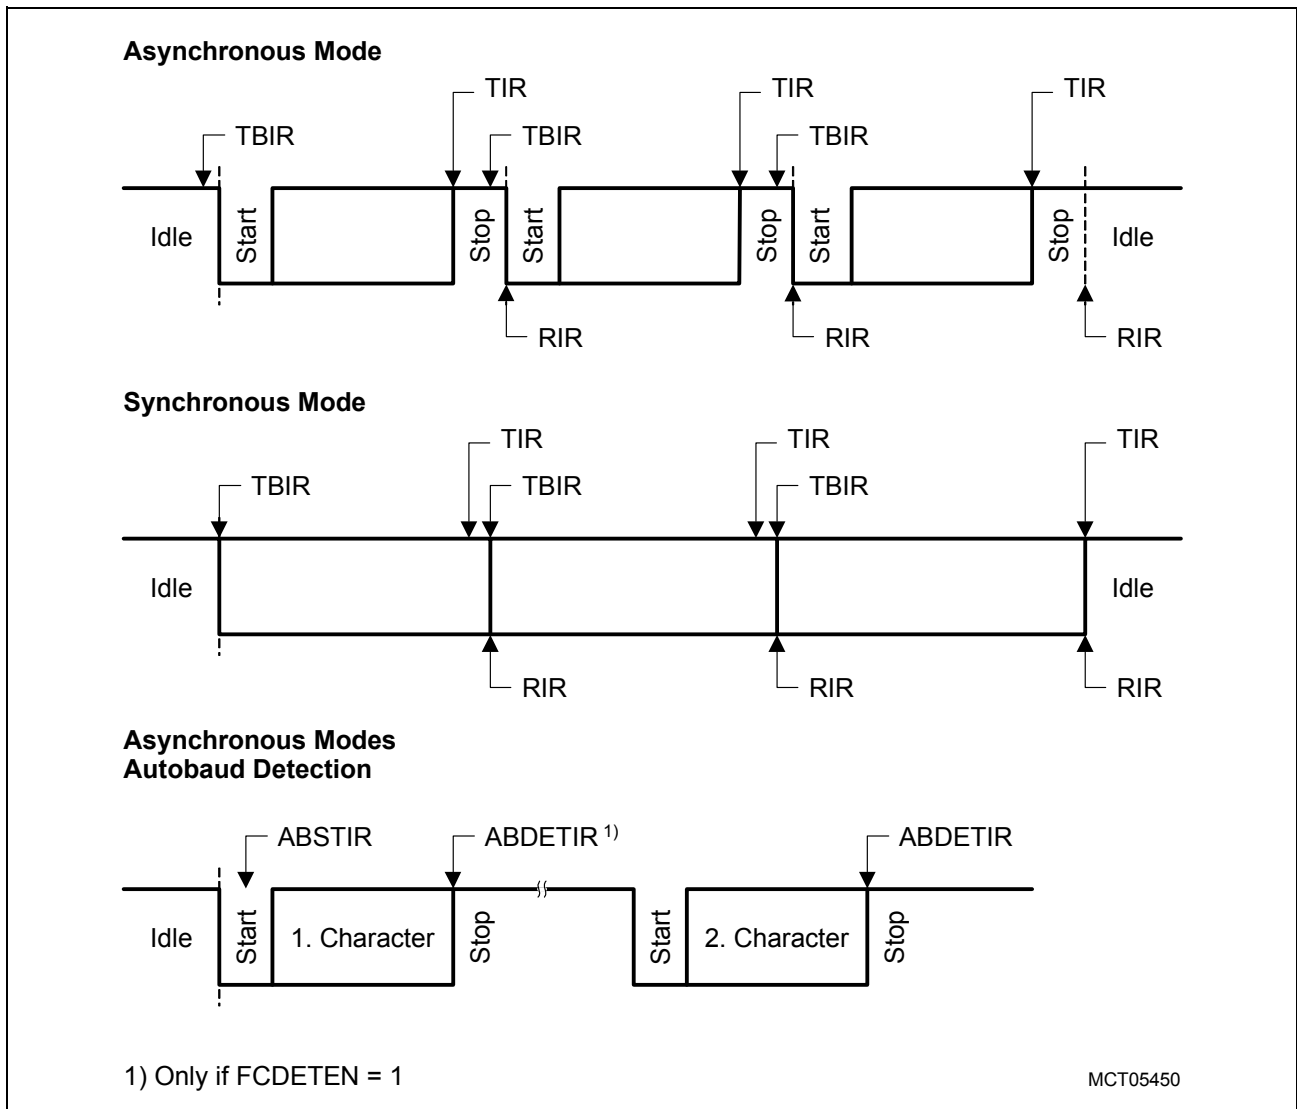 Asynchronous Mode
TIR TIR TIR
TBIR TBIR TBIR
Idle Start Stop Start Stop Start Stop Idle
RIR RIR RIR
Synchronous Mode
TIR TIR TIR
TBIR TBIR TBIR
Idle Idle
RIR RIR RIR
Asynchronous Modes
Autobaud Detection
ABSTIR ABDETIR 1) ABDETIR
Idle Start 1. Character Stop Start 2. Character Stop
1) Only if FCDETEN = 1
MCT05450